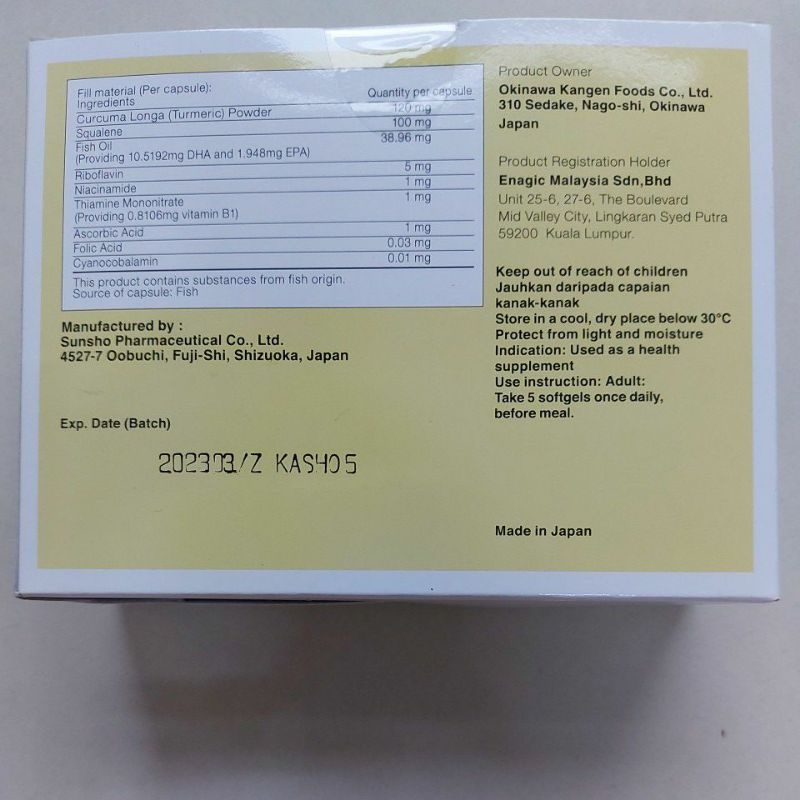 Fill material (Per capsule):
Ingredients Quantity per capsule
Curcuma Longa (Turmeric) Powder 120 mg
Squalene 100 mg
Fish Oil 38.96 mg
(Providing 10.5192mg DHA and 1.948mg EPA)
Riboflavin 5 mg
Niacinamide 1 mg
Thiamine Mononitrate 1 mg
(Providing 0.8106mg vitamin B1)
Ascorbic Acid 1 mg
Folic Acid 0.03 mg
Cyanocobalamin 0.01 mg
This product contains substances from fish origin.
Source of capsule: Fish
Manufactured by :
Sunsho Pharmaceutical Co., Ltd.
4527-7 Oobuchi, Fuji-Shi, Shizuoka, Japan
Exp. Date (Batch)
202303/Z KAS405
Product Owner
Okinawa Kangen Foods Co., Ltd.
310 Sedake, Nago-shi, Okinawa
Japan
Product Registration Holder
Enagic Malaysia Sdn,Bhd
Unit 25-6, 27-6, The Boulevard
Mid Valley City, Lingkaran Syed Putra
59200 Kuala Lumpur.
Keep out of reach of children
Jauhkan daripada capaian
kanak-kanak
Store in a cool, dry place below 30°C
Protect from light and moisture
Indication: Used as a health
supplement
Use instruction: Adult:
Take 5 softgels once daily,
before meal.
Made in Japan